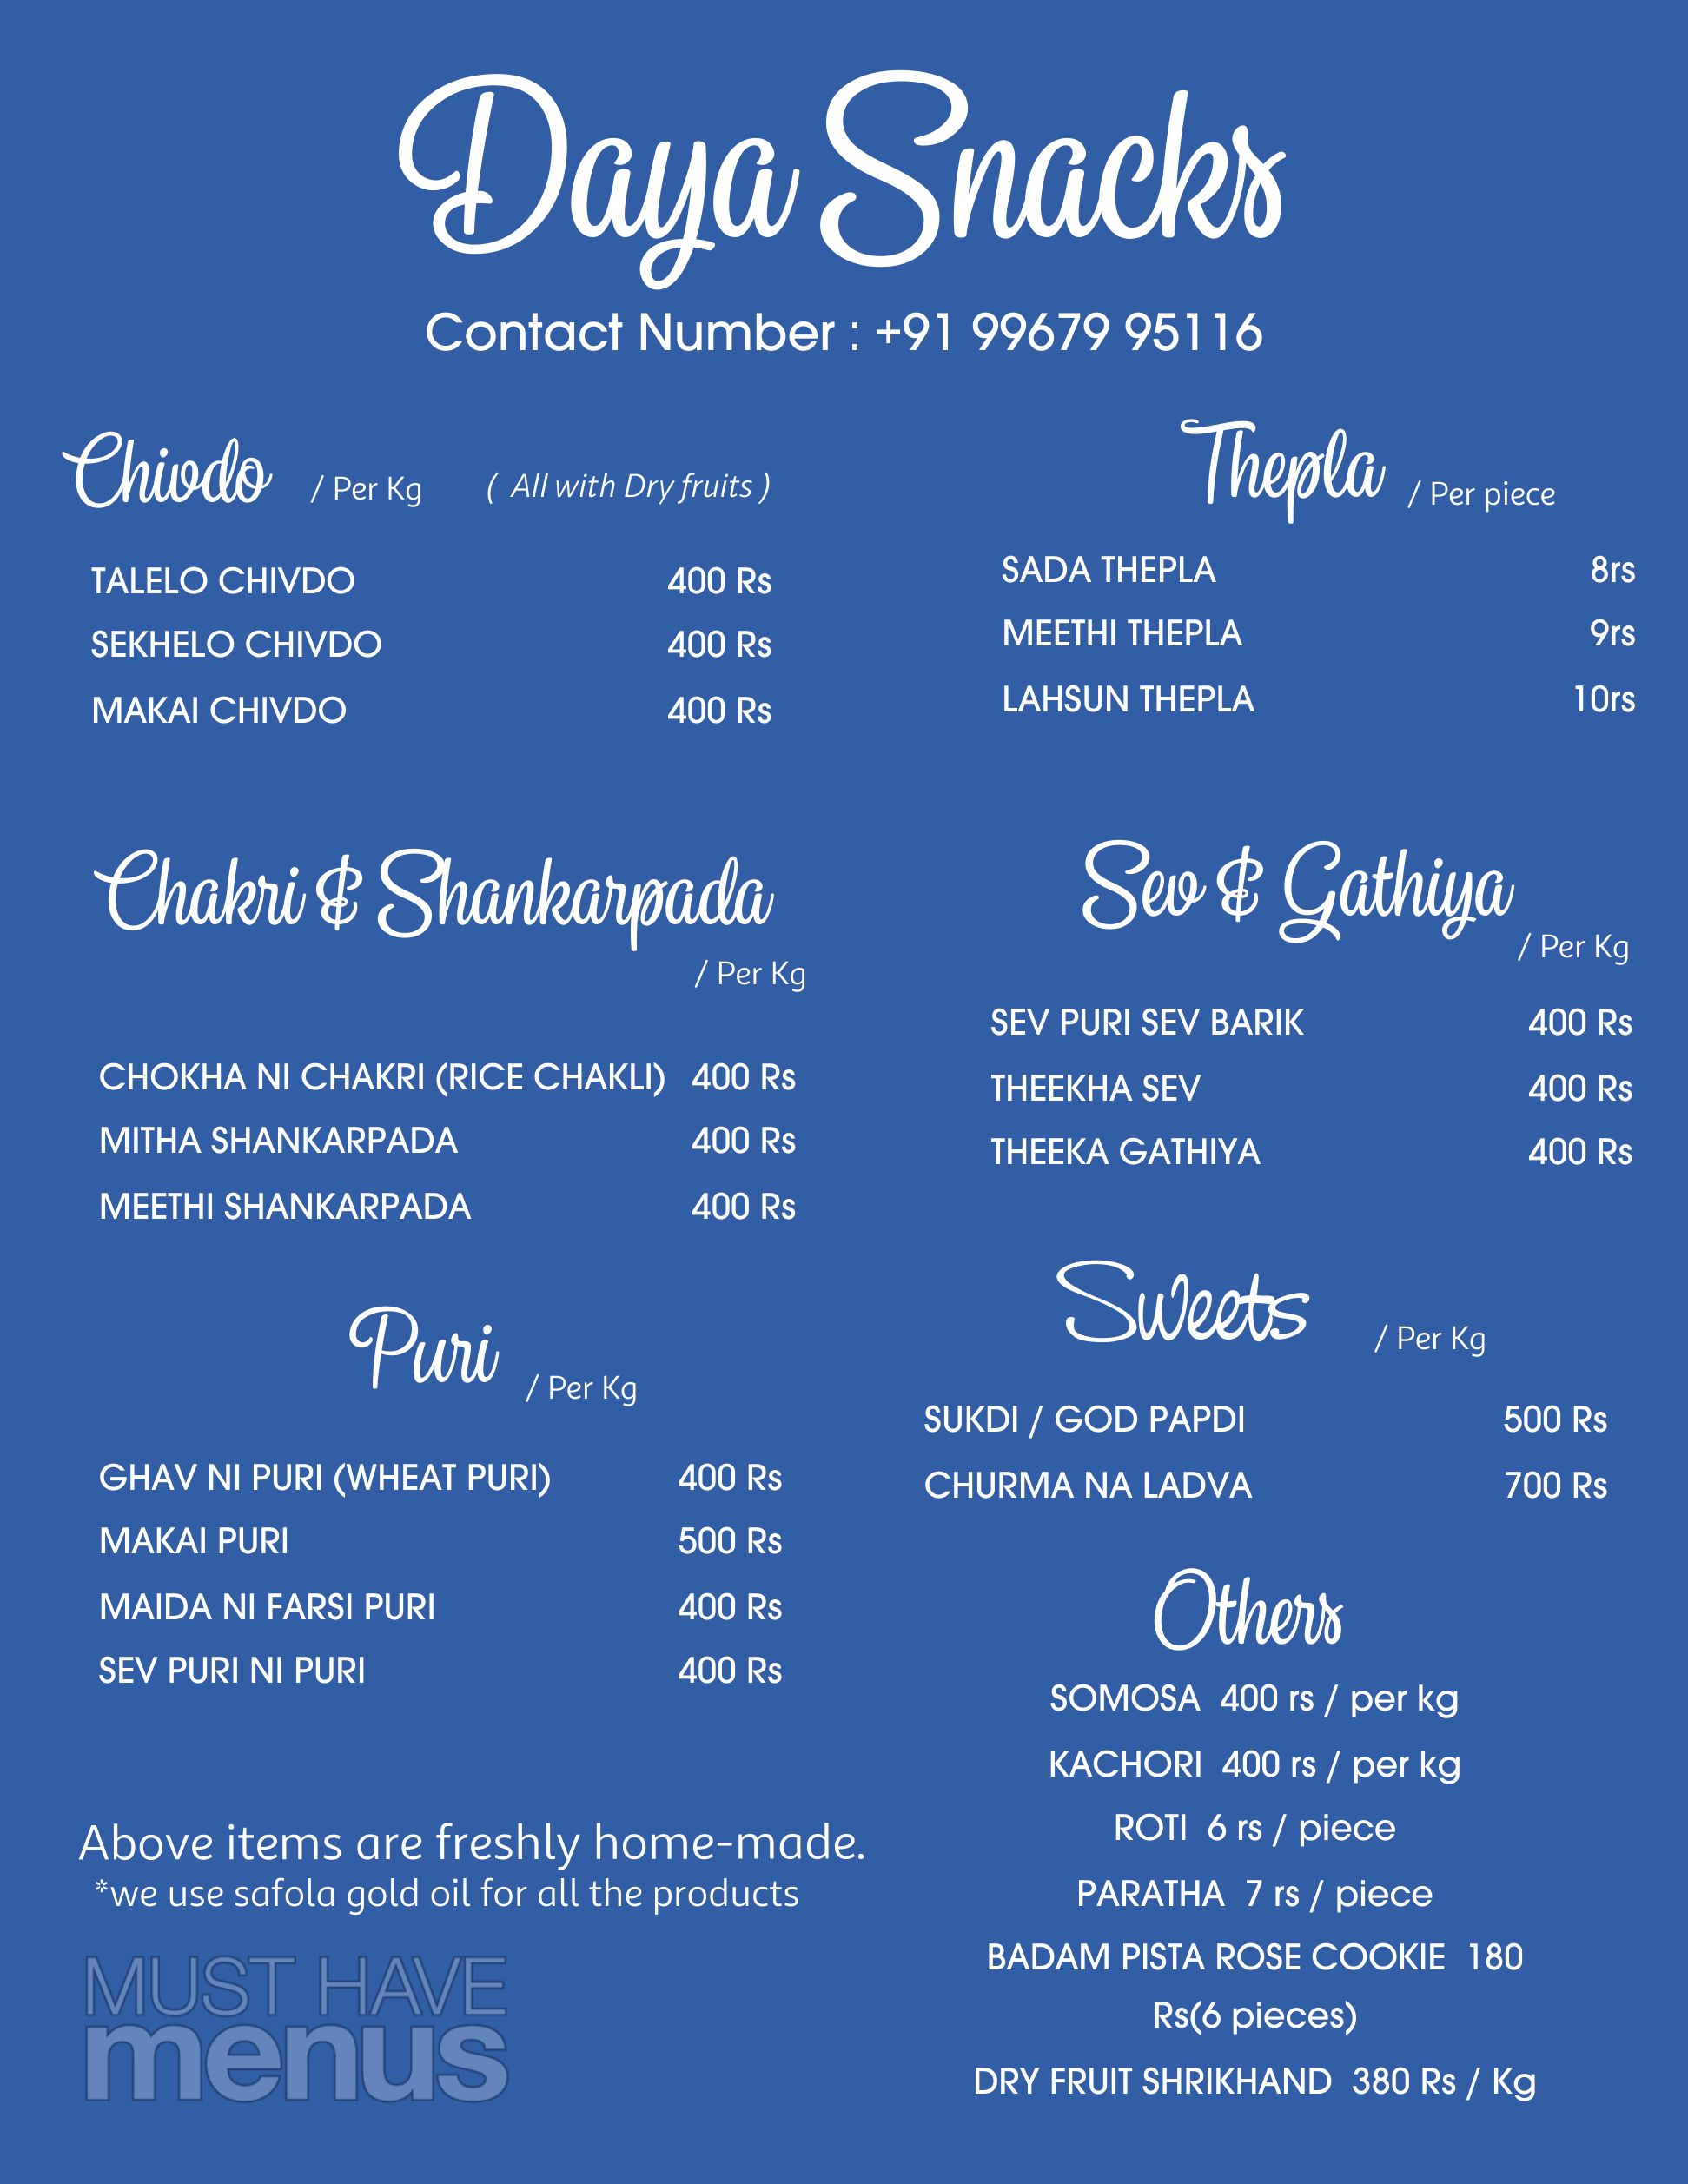 Daya Snacks
Contact Number : +91 99679 95116
Chivdo / Per Kg ( All with Dry fruits )
TALELO CHIVDO 400 Rs
SEKHELO CHIVDO 400 Rs
MAKAI CHIVDO 400 Rs
Thepla / Per piece
SADA THEPLA 8rs
MEETHI THEPLA 9rs
LAHSUN THEPLA 10rs
Chakri & Shankarpada
/ Per Kg
CHOKHA NI CHAKRI (RICE CHAKLI) 400 Rs
MITHA SHANKARPADA 400 Rs
MEETHI SHANKARPADA 400 Rs
Sev & Gathiya
/ Per Kg
SEV PURI SEV BARIK 400 Rs
THEEKHA SEV 400 Rs
THEEKA GATHIYA 400 Rs
Puri / Per Kg
GHAV NI PURI (WHEAT PURI) 400 Rs
MAKAI PURI 500 Rs
MAIDA NI FARSI PURI 400 Rs
SEV PURI NI PURI 400 Rs
Sweets / Per Kg
SUKDI / GOD PAPDI 500 Rs
CHURMA NA LADVA 700 Rs
Others
SOMOSA 400 rs / per kg
KACHORI 400 rs / per kg
ROTI 6 rs / piece
PARATHA 7 rs / piece
BADAM PISTA ROSE COOKIE 180
Rs(6 pieces)
DRY FRUIT SHRIKHAND 380 Rs / Kg
Above items are freshly home-made.
*we use safola gold oil for all the products
MUST HAVE
menus